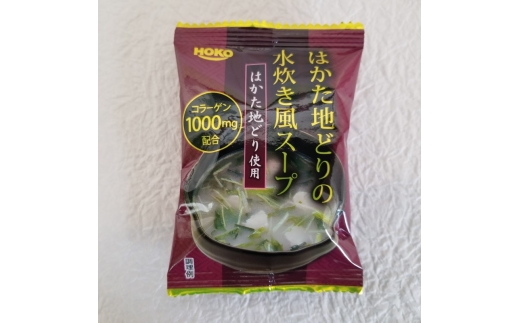 HOKO
はかた地どりの
水炊き風スープ
はかた地どり使用
コラーゲン
1000mg
配合
調理例